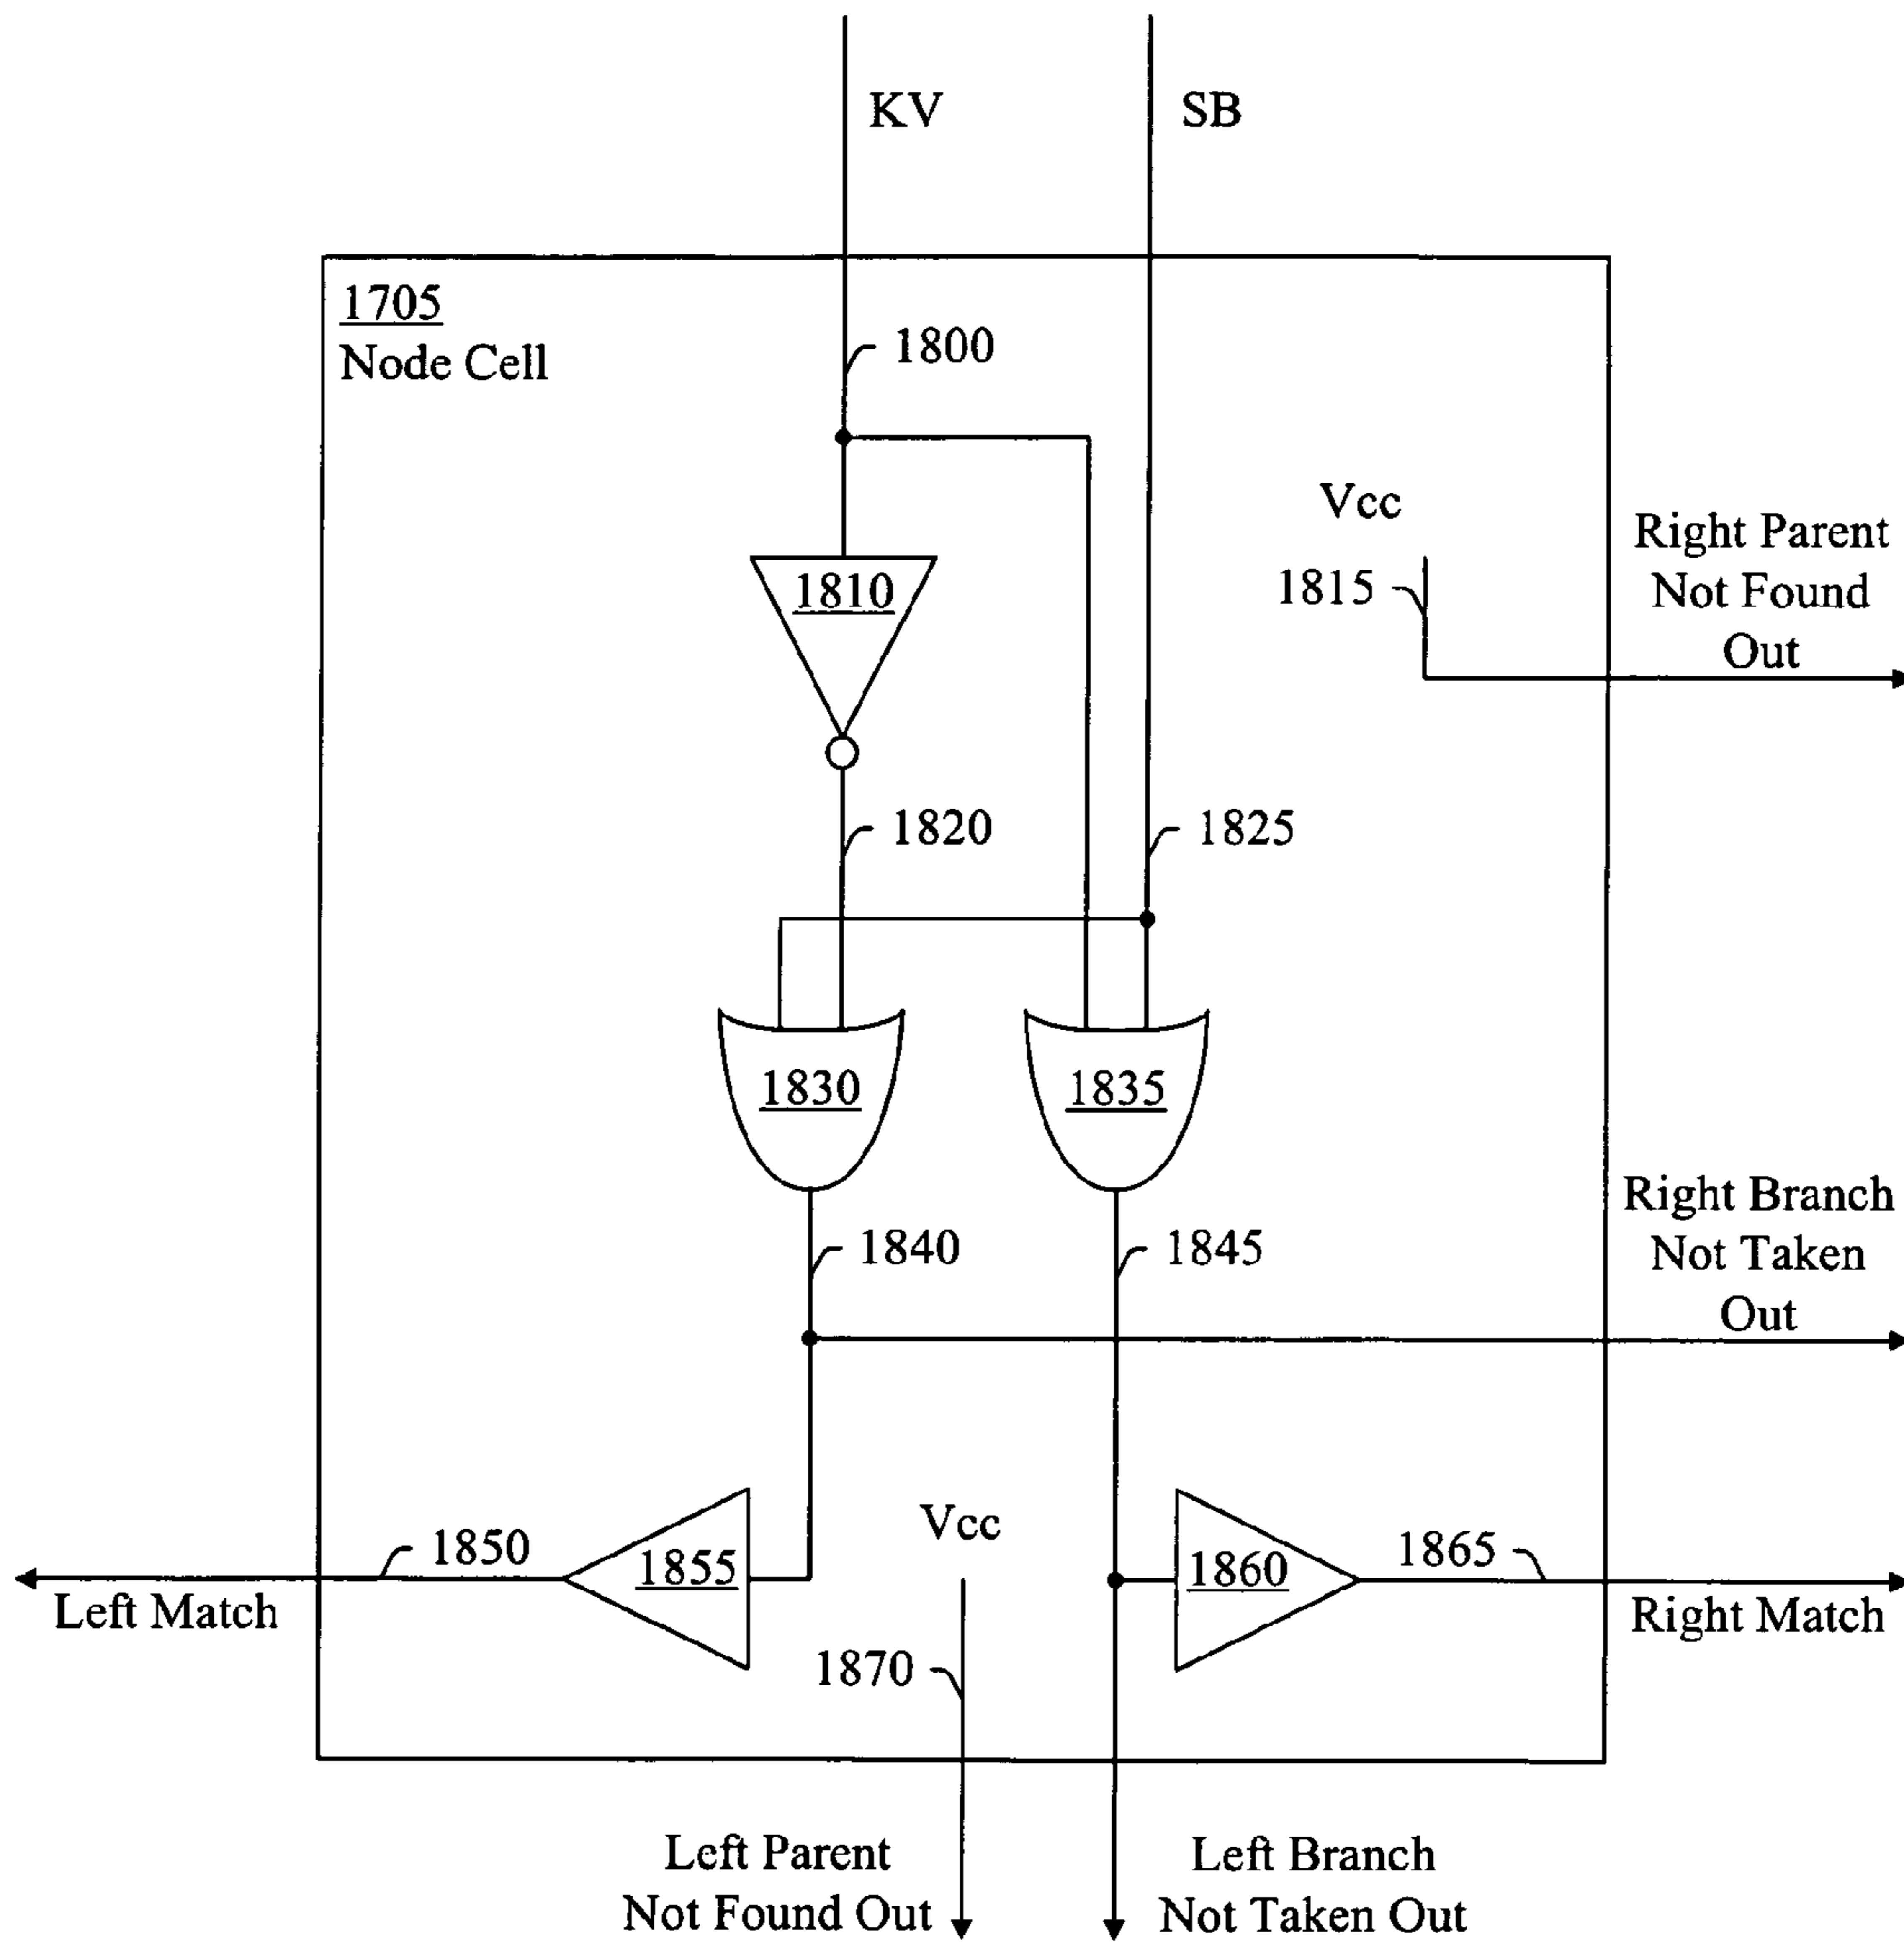 KV
SB
1705
Node Cell
1800
Vcc
Right Parent
Not Found
Out
1815
1810
1820
1825
1830
1835
Right Branch
Not Taken
Out
1840
1845
Vcc
1850
1855
1860
1865
Left Match
Right Match
1870
Left Parent
Not Found Out
Left Branch
Not Taken Out